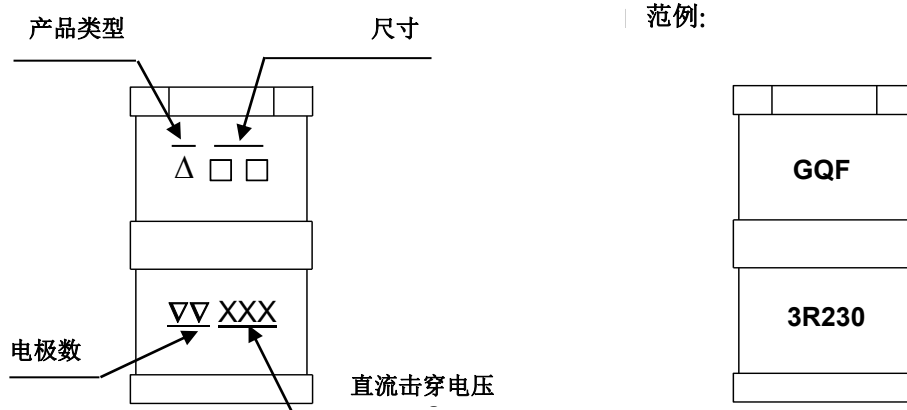 产品类型
尺寸
范例:
Δ □ □
GQF
∇∇ XXX
3R230
电极数
直流击穿电压